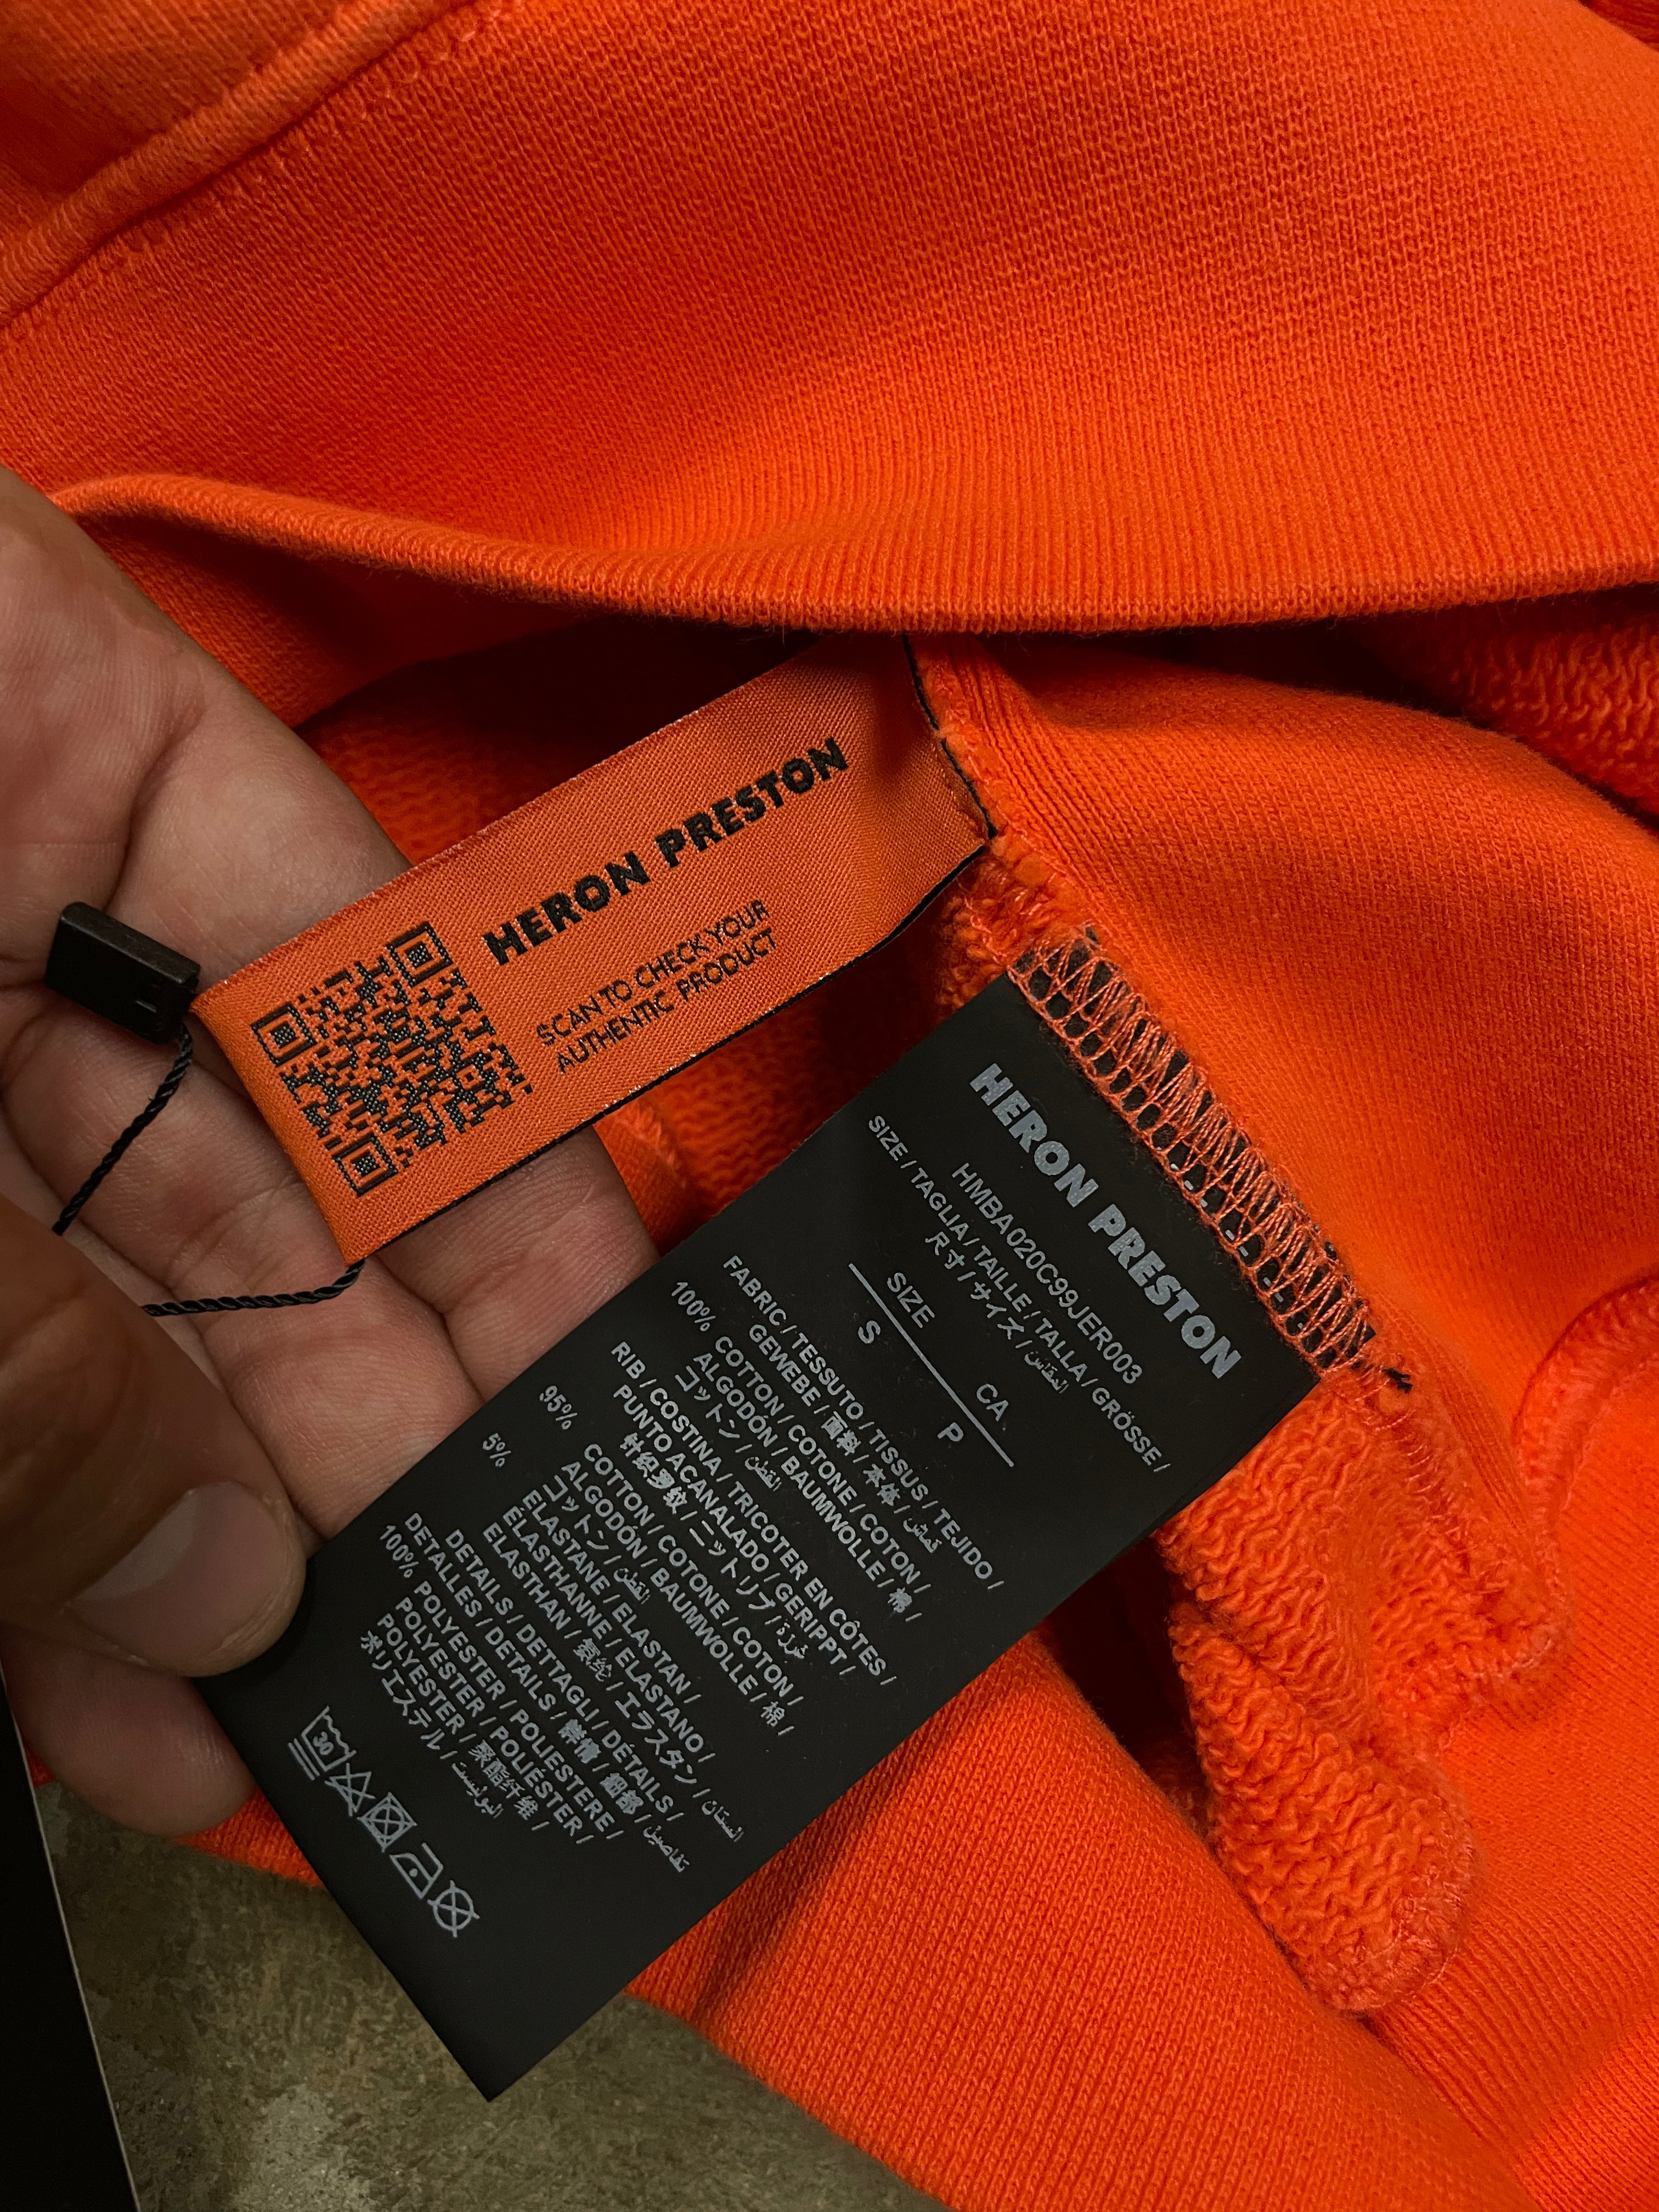 HERON PRESTON
SCAN TO CHECK YOUR
AUTHENTIC PRODUCT
HERON PRESTON
HMBA020C99JER003
SIZE / TAGLIA / TAILLE / TALLA / GRÖSSE /
尺寸 / サイズ / المقاس
SIZE CA
S P
FABRIC / TESSUTO / TISSUS / TEJIDO /
GEWEBE / 面料 / 本体 / قماش
100% COTTON / COTONE / COTON /
ALGODÓN / BAUMWOLLE / 棉 /
コットン / القطن
RIB / COSTINA / TRICOTER EN CÔTES /
PUNTO ACANALADO / GERIPPT /
针织罗纹 / ニットリブ / غرزة
95% COTTON / COTONE / COTON /
ALGODÓN / BAUMWOLLE / 棉 /
コットン / القطن
5% ELASTANE / ELASTAN /
ÉLASTHANNE / ELASTANO /
ELASTHAN / 氨纶 / エラスタン /
DETAILS / DETTAGLI / DÉTAILS /
DETALLES / DETAILS / 詳情 / 細部 / تفاصيل
100% POLYESTER / POLIESTERE /
POLYESTER / POLIÉSTER /
POLYESTER / 聚酯纤维 /
ポリエステル / البوليستر
30